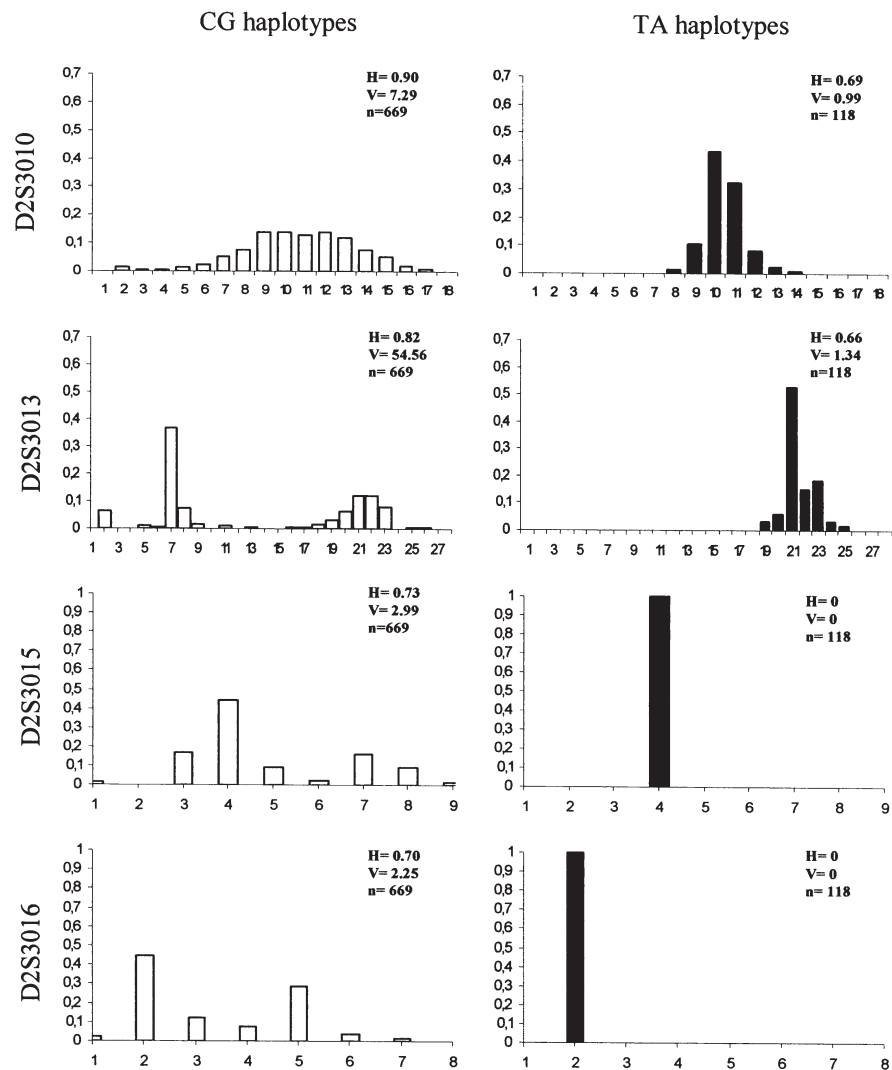 CG haplotypes
TA haplotypes
D2S3010
0,7
0,6
0,5
0,4
0,3
0,2
0,1
0
H= 0.90
V= 7.29
n=669
1 2 3 4 5 6 7 8 9 10 11 12 13 14 15 16 17 18
0,7
0,6
0,5
0,4
0,3
0,2
0,1
0
H= 0.69
V= 0.99
n= 118
1 2 3 4 5 6 7 8 9 10 11 12 13 14 15 16 17 18
D2S3013
0,7
0,6
0,5
0,4
0,3
0,2
0,1
0
H= 0.82
V= 54.56
n= 669
1 3 5 7 9 11 13 15 17 19 21 23 25 27
0,7
0,6
0,5
0,4
0,3
0,2
0,1
0
H= 0.66
V= 1.34
n=118
1 3 5 7 9 11 13 15 17 19 21 23 25 27
D2S3015
1
0,9
0,8
0,7
0,6
0,5
0,4
0,3
0,2
0,1
0
H= 0.73
V= 2.99
n=669
1 2 3 4 5 6 7 8 9
1
0,9
0,8
0,7
0,6
0,5
0,4
0,3
0,2
0,1
0
H= 0
V= 0
n= 118
1 2 3 4 5 6 7 8 9
D2S3016
1
0,9
0,8
0,7
0,6
0,5
0,4
0,3
0,2
0,1
0
H= 0.70
V= 2.25
n= 669
1 2 3 4 5 6 7 8
1
0,9
0,8
0,7
0,6
0,5
0,4
0,3
0,2
0,1
0
H= 0
V= 0
n= 118
1 2 3 4 5 6 7 8